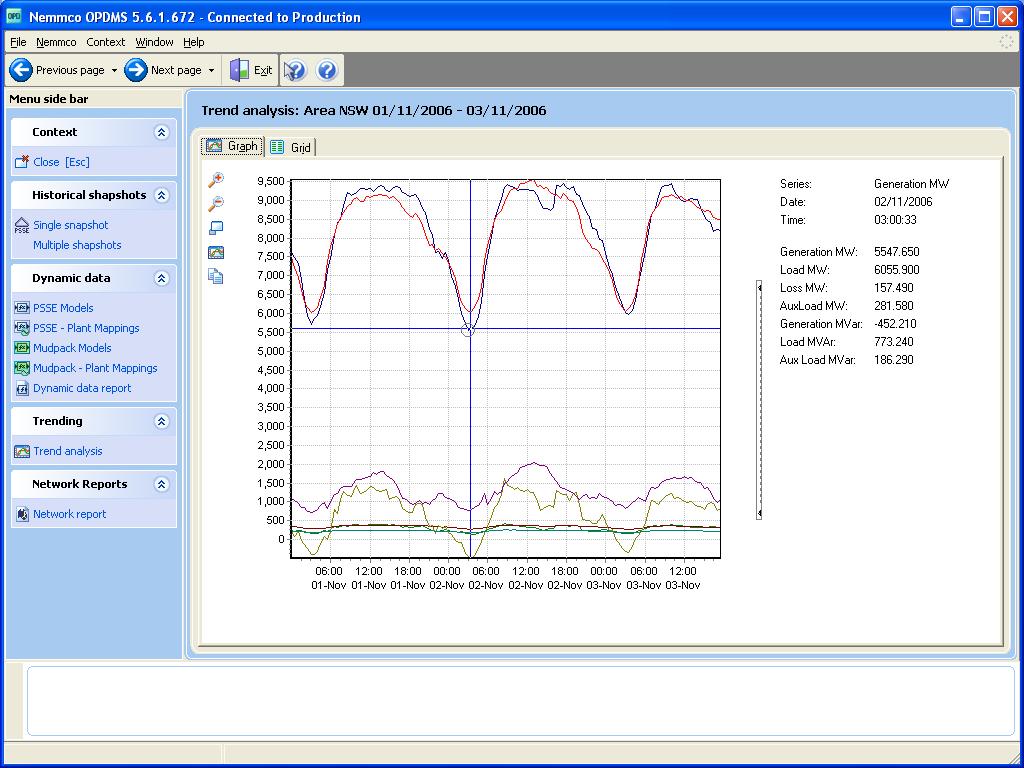 Nemmco OPDMS 5.6.1.672 - Connected to Production
File Nemmco Context Window Help
Previous page Next page Exit
Menu side bar
Context
Close [Esc]
Historical shapshots
Single snapshot
Multiple shapshots
Dynamic data
PSSE Models
PSSE - Plant Mappings
Mudpack Models
Mudpack - Plant Mappings
Dynamic data report
Trending
Trend analysis
Network Reports
Network report
Trend analysis: Area NSW 01/11/2006 - 03/11/2006
Graph Grid
9,500
9,000
8,500
8,000
7,500
7,000
6,500
6,000
5,500
5,000
4,500
4,000
3,500
3,000
2,500
2,000
1,500
1,000
500
0
06:00 12:00 18:00 00:00 06:00 12:00 18:00 00:00 06:00 12:00
01-Nov 01-Nov 01-Nov 02-Nov 02-Nov 02-Nov 02-Nov 03-Nov 03-Nov 03-Nov
Series: Generation MW
Date: 02/11/2006
Time: 03:00:33
Generation MW: 5547.650
Load MW: 6055.900
Loss MW: 157.490
AuxLoad MW: 281.580
Generation MVar: -452.210
Load MVAr: 773.240
Aux Load MVar: 186.290